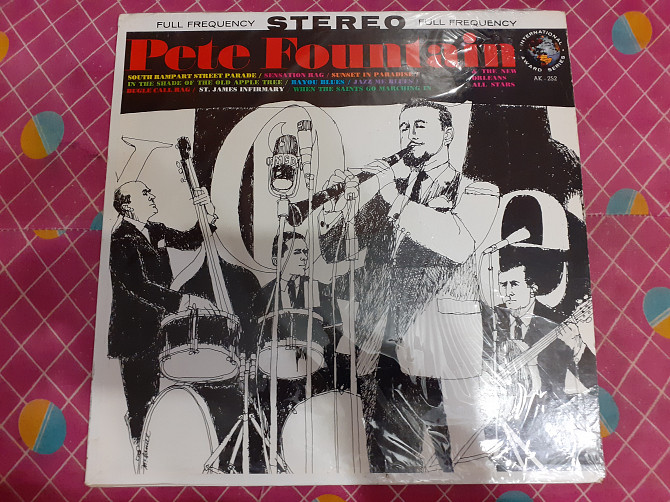 FULL FREQUENCY STEREO FULL FREQUENCY
Pete Fountain
INTERNATIONAL AWARD SERIES
SOUTH RAMPART STREET PARADE / SENSATION RAG / SUNSET IN PARADISE /
IN THE SHADE OF THE OLD APPLE TREE / BAYOU BLUES / JAZZ ME BLUES /
BUGLE CALL RAG / ST. JAMES INFIRMARY / WHEN THE SAINTS GO MARCHING IN
& THE NEW
ORLEANS
ALL STARS
AK-252